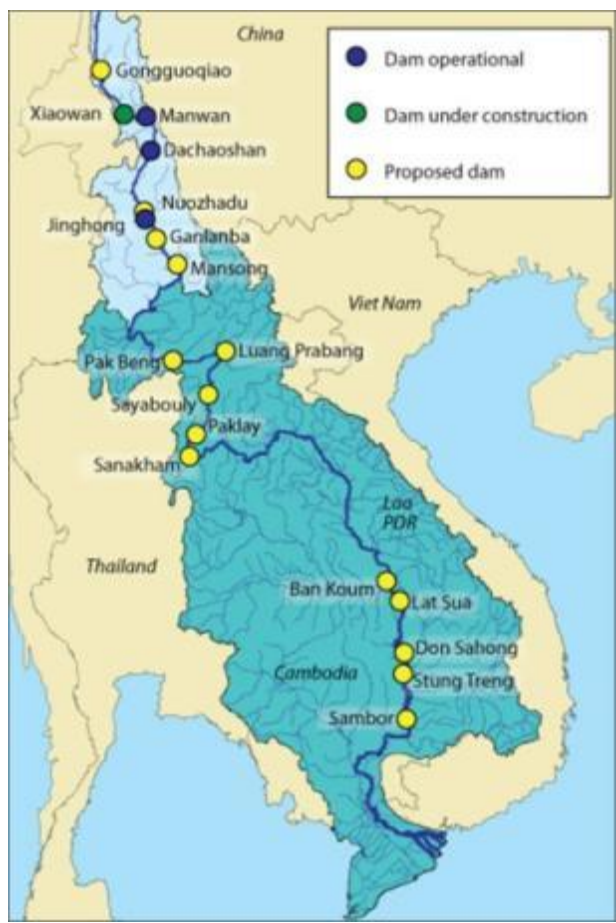 China
Dam operational
Dam under construction
Proposed dam
Gongguoqiao
Xiaowan
Manwan
Dachaoshan
Nuozhadu
Jinghong
Ganlanba
Mansong
Viet Nam
Luang Prabang
Pak Beng
Sayabouly
Paklay
Sanakham
Lao
PDR
Thailand
Ban Koum
Lat Sua
Don Sahong
Cambodia
Stung Treng
Sambor